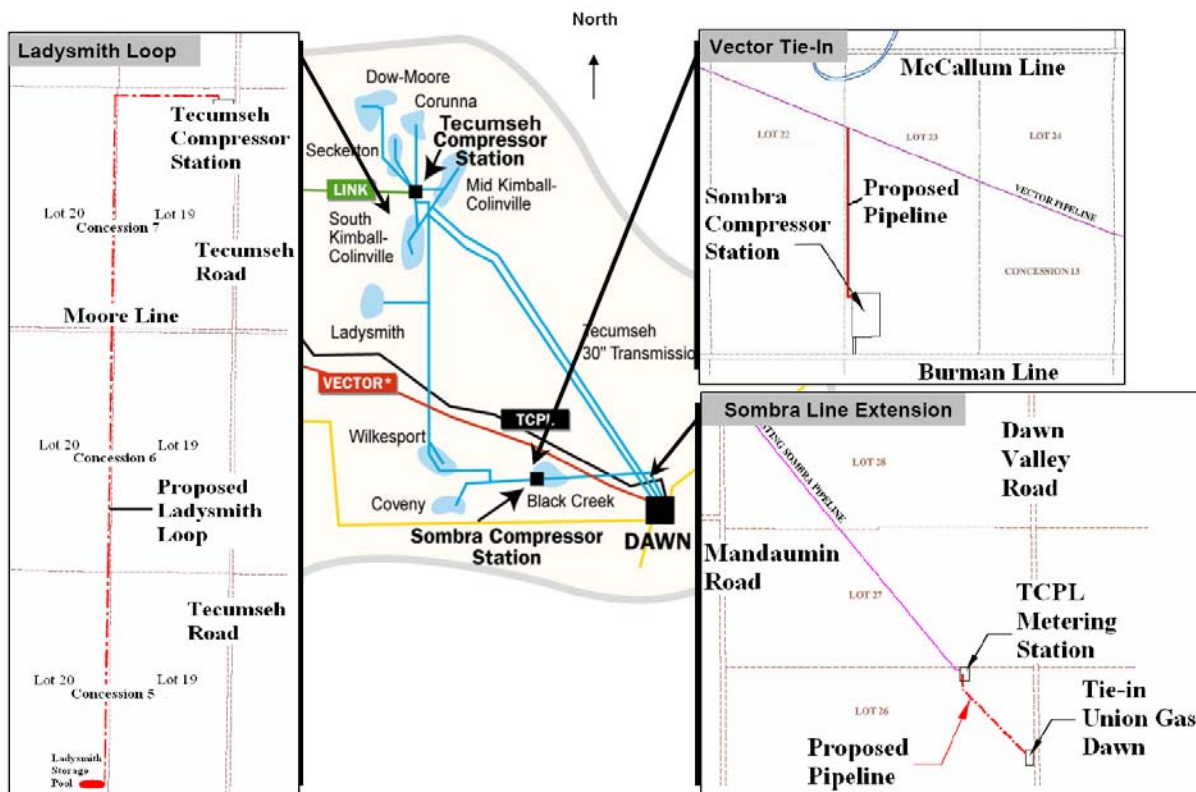 North
Ladysmith Loop
Tecumseh
Compressor
Station
Lot 20
Lot 19
Concession 7
Tecumseh
Road
Moore Line
Lot 20
Lot 19
Concession 6
Proposed
Ladysmith
Loop
Tecumseh
Road
Lot 20
Lot 19
Concession 5
Ladysmith
Storage
Pool
Dow-Moore
Corunna
Tecumseh
Compressor
Station
Seckerton
LINK
Mid Kimball-
Colinville
South
Kimball-
Colinville
Ladysmith
Tecumseh
30" Transmissio
VECTOR*
TCPL
Wilkesport
Coveny
Black Creek
Sombra Compressor
Station
DAWN
Vector Tie-In
McCallum Line
LOT 22
LOT 23
LOT 24
Sombra
Compressor
Station
Proposed
Pipeline
VECTOR PIPELINE
CONCESSION 13
Burman Line
Sombra Line Extension
STING SOMBRA PIPELINE
LOT 28
Dawn
Valley
Road
Mandaumin
Road
LOT 27
TCPL
Metering
Station
LOT 26
Tie-in
Union Gas
Dawn
Proposed
Pipeline